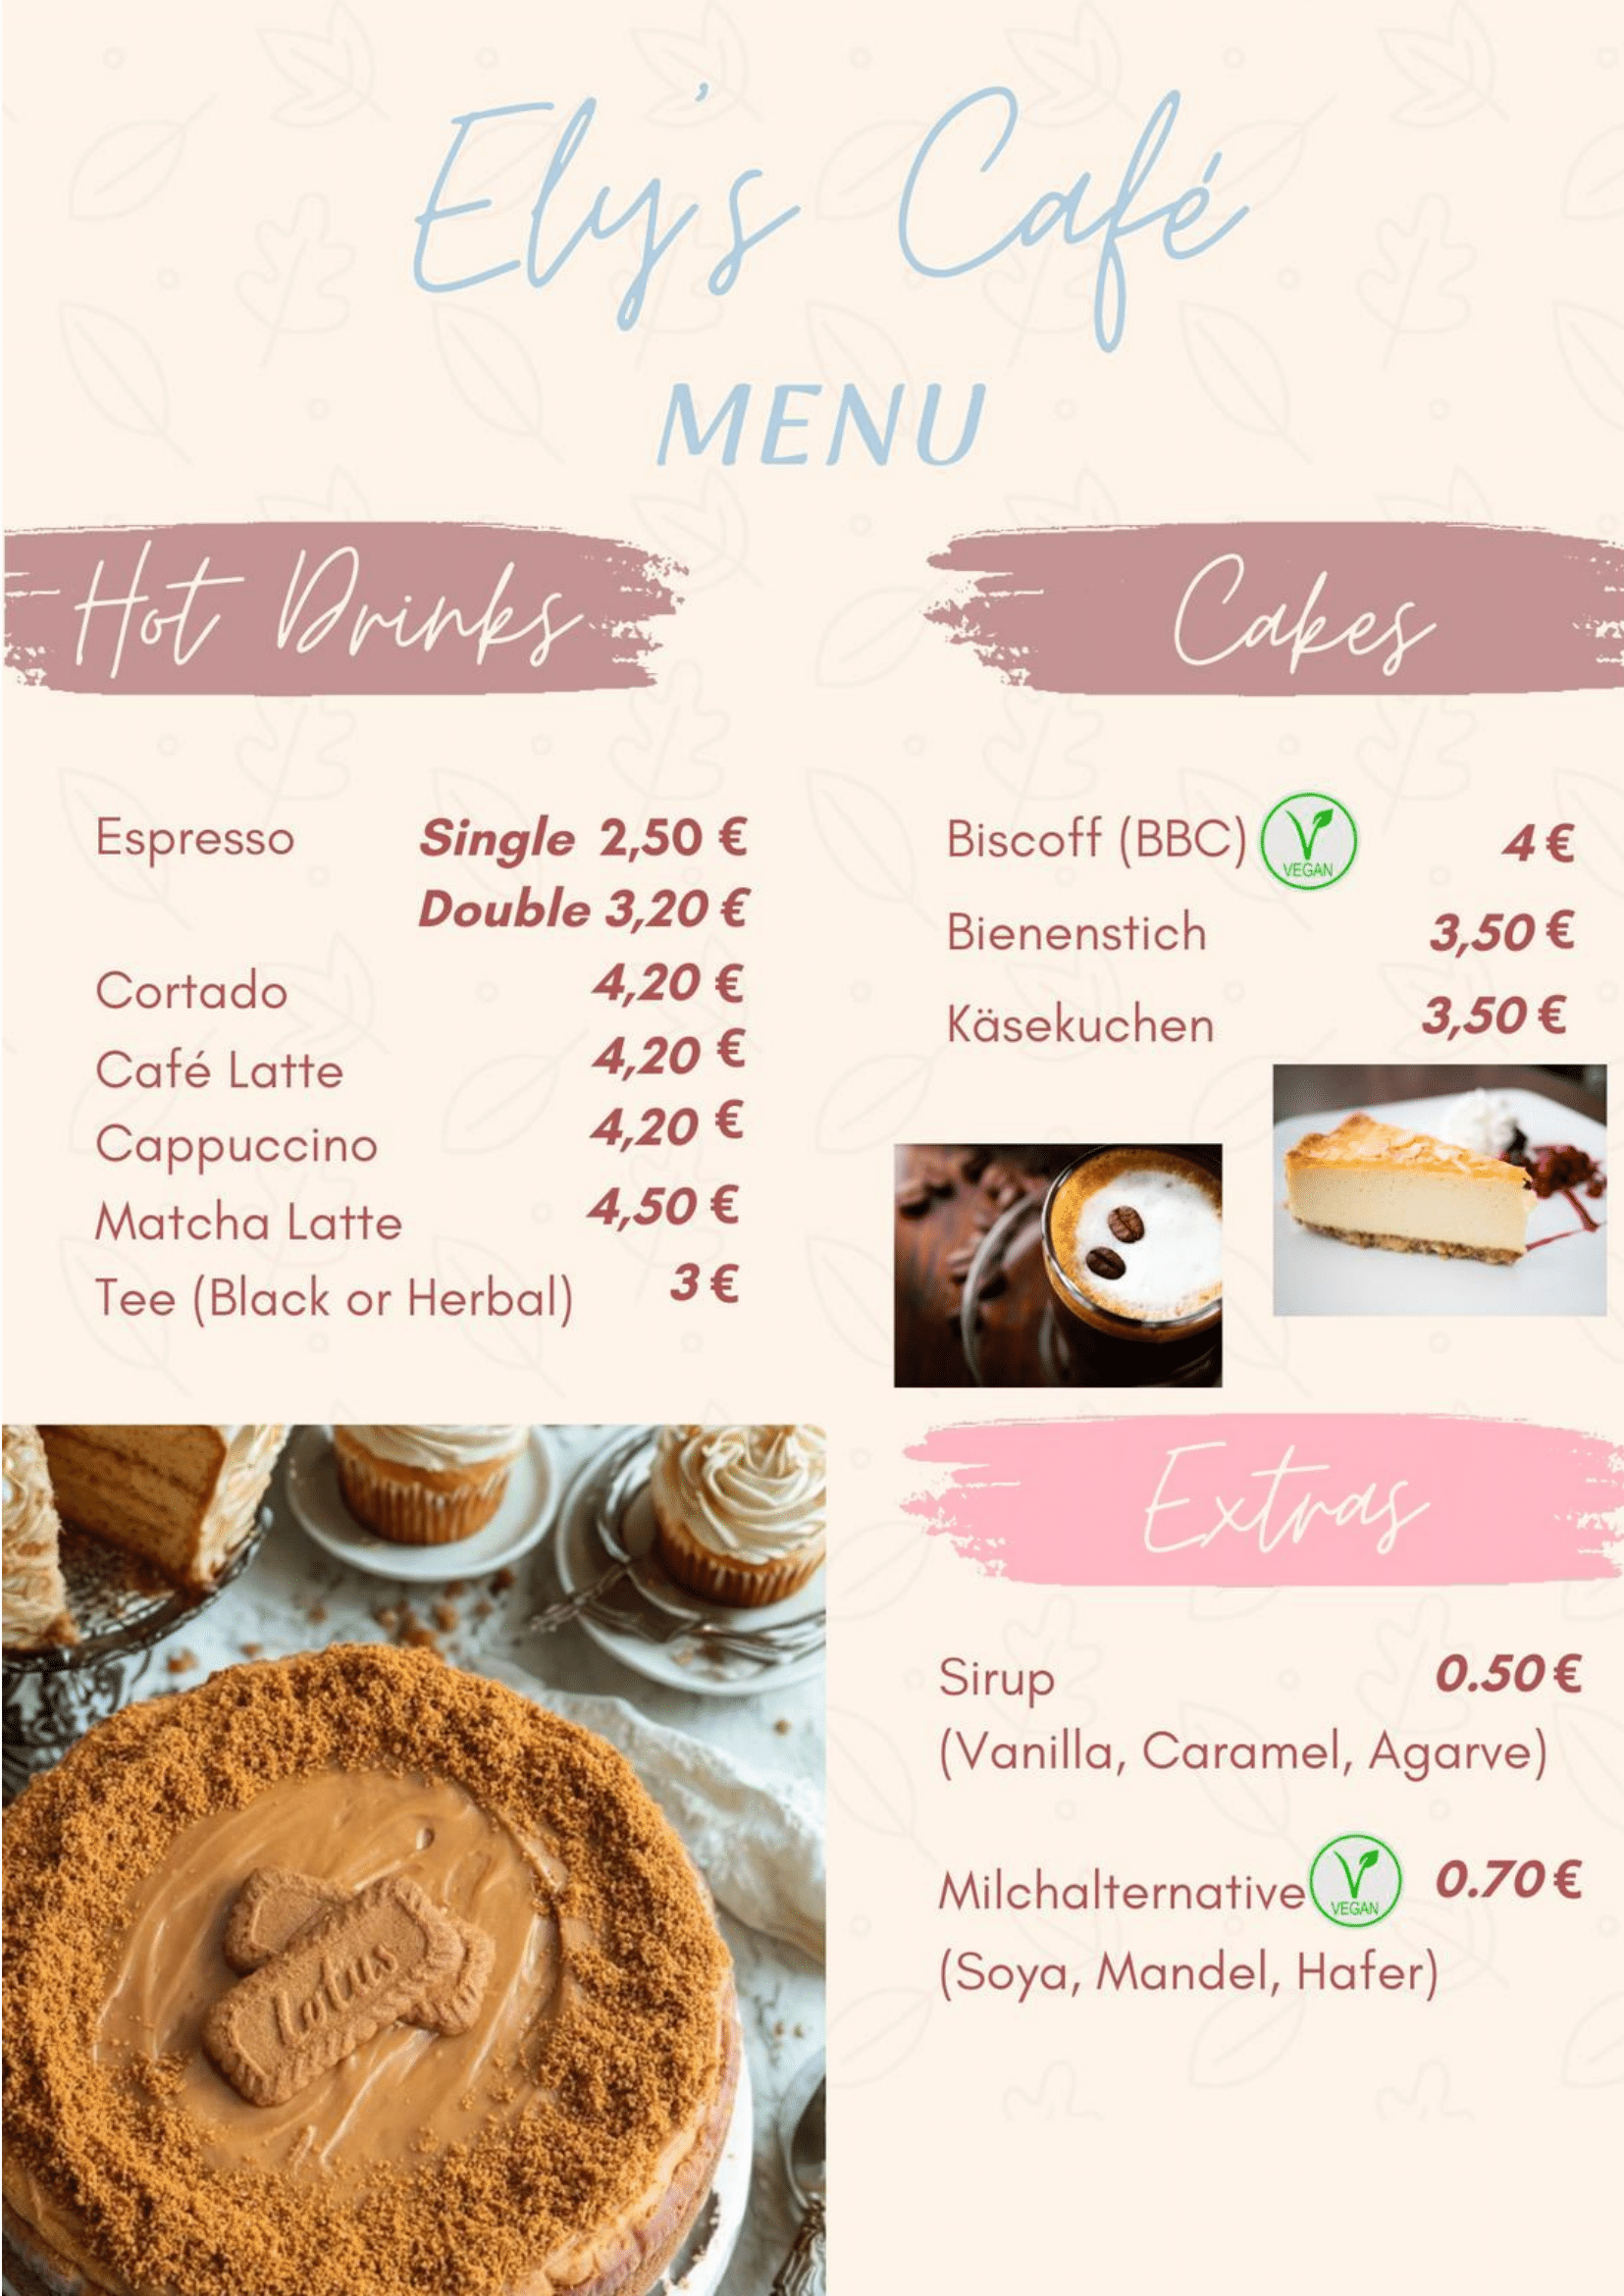 Ely's Café
MENU
Hot Drinks
Espresso Single 2,50 €
Double 3,20 €
Cortado 4,20 €
Café Latte 4,20 €
Cappuccino 4,20 €
Matcha Latte 4,50 €
Tee (Black or Herbal) 3 €
Cakes
Biscoff (BBC) VEGAN 4 €
Bienenstich 3,50 €
Käsekuchen 3,50 €
Extras
Sirup 0.50 €
(Vanilla, Caramel, Agarve)
Milchalternative VEGAN 0.70 €
(Soya, Mandel, Hafer)
Lotus